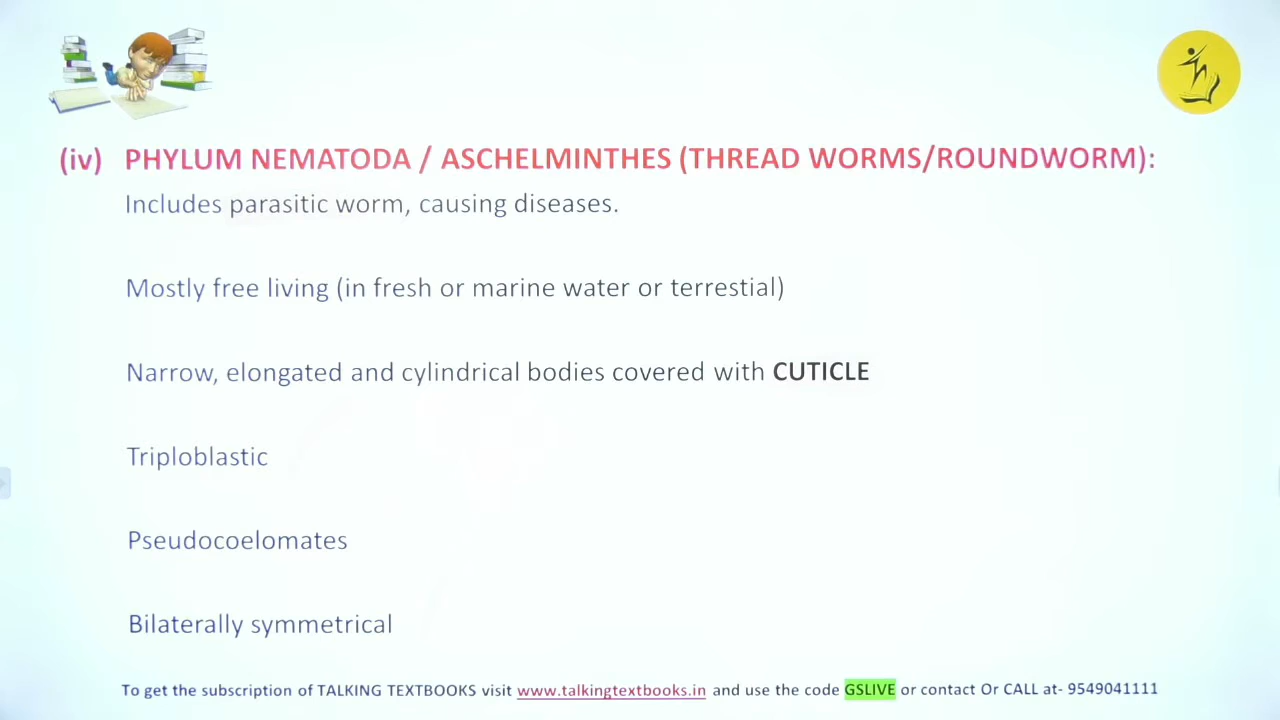 (iv) PHYLUM NEMATODA / ASCHELMINTHES (THREAD WORMS/ROUNDWORM):
Includes parasitic worm, causing diseases.
Mostly free living (in fresh or marine water or terrestial)
Narrow, elongated and cylindrical bodies covered with CUTICLE
Triploblastic
Pseudocoelomates
Bilaterally symmetrical
To get the subscription of TALKING TEXTBOOKS visit www.talkingtextbooks.in and use the code GSLIVE or contact Or CALL at- 9549041111